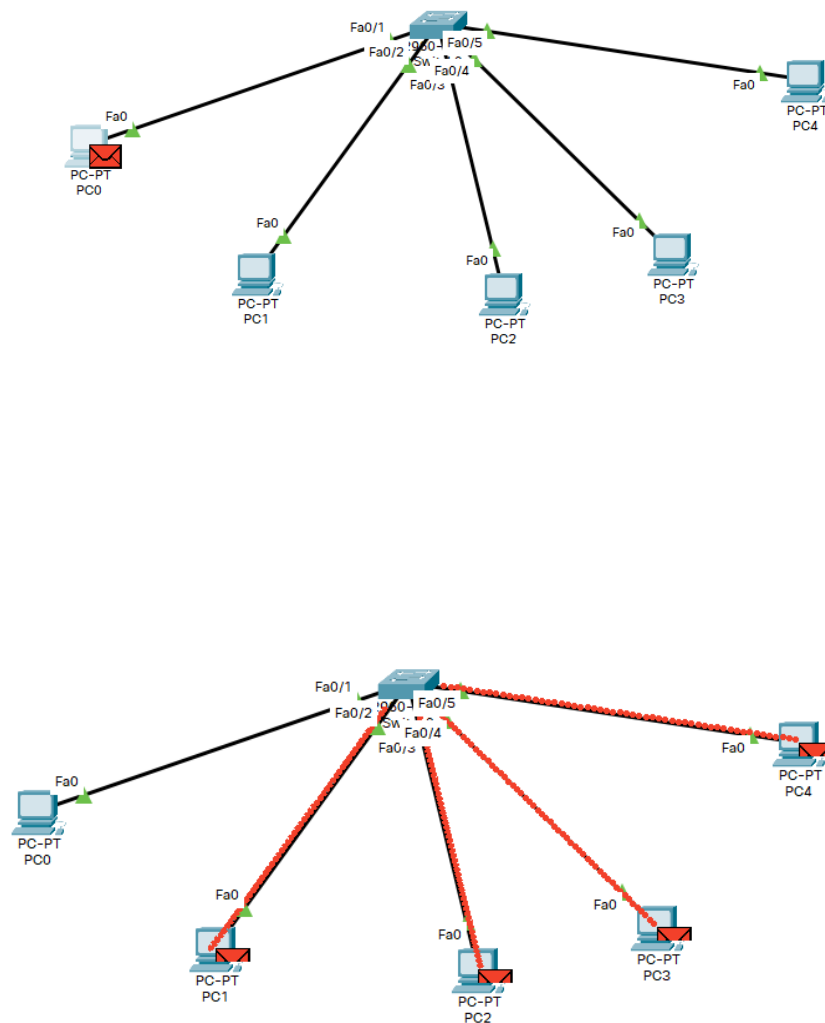 Fa0/1
Fa0/2
Fa0/5
Fa0/4
Fa0/3
Fa0
PC-PT
PC0
Fa0
PC-PT
PC1
Fa0
PC-PT
PC2
Fa0
PC-PT
PC3
Fa0
PC-PT
PC4
Fa0/1
Fa0/2
Fa0/5
Fa0/4
Fa0/3
Fa0
PC-PT
PC0
Fa0
PC-PT
PC1
Fa0
PC-PT
PC2
Fa0
PC-PT
PC3
Fa0
PC-PT
PC4